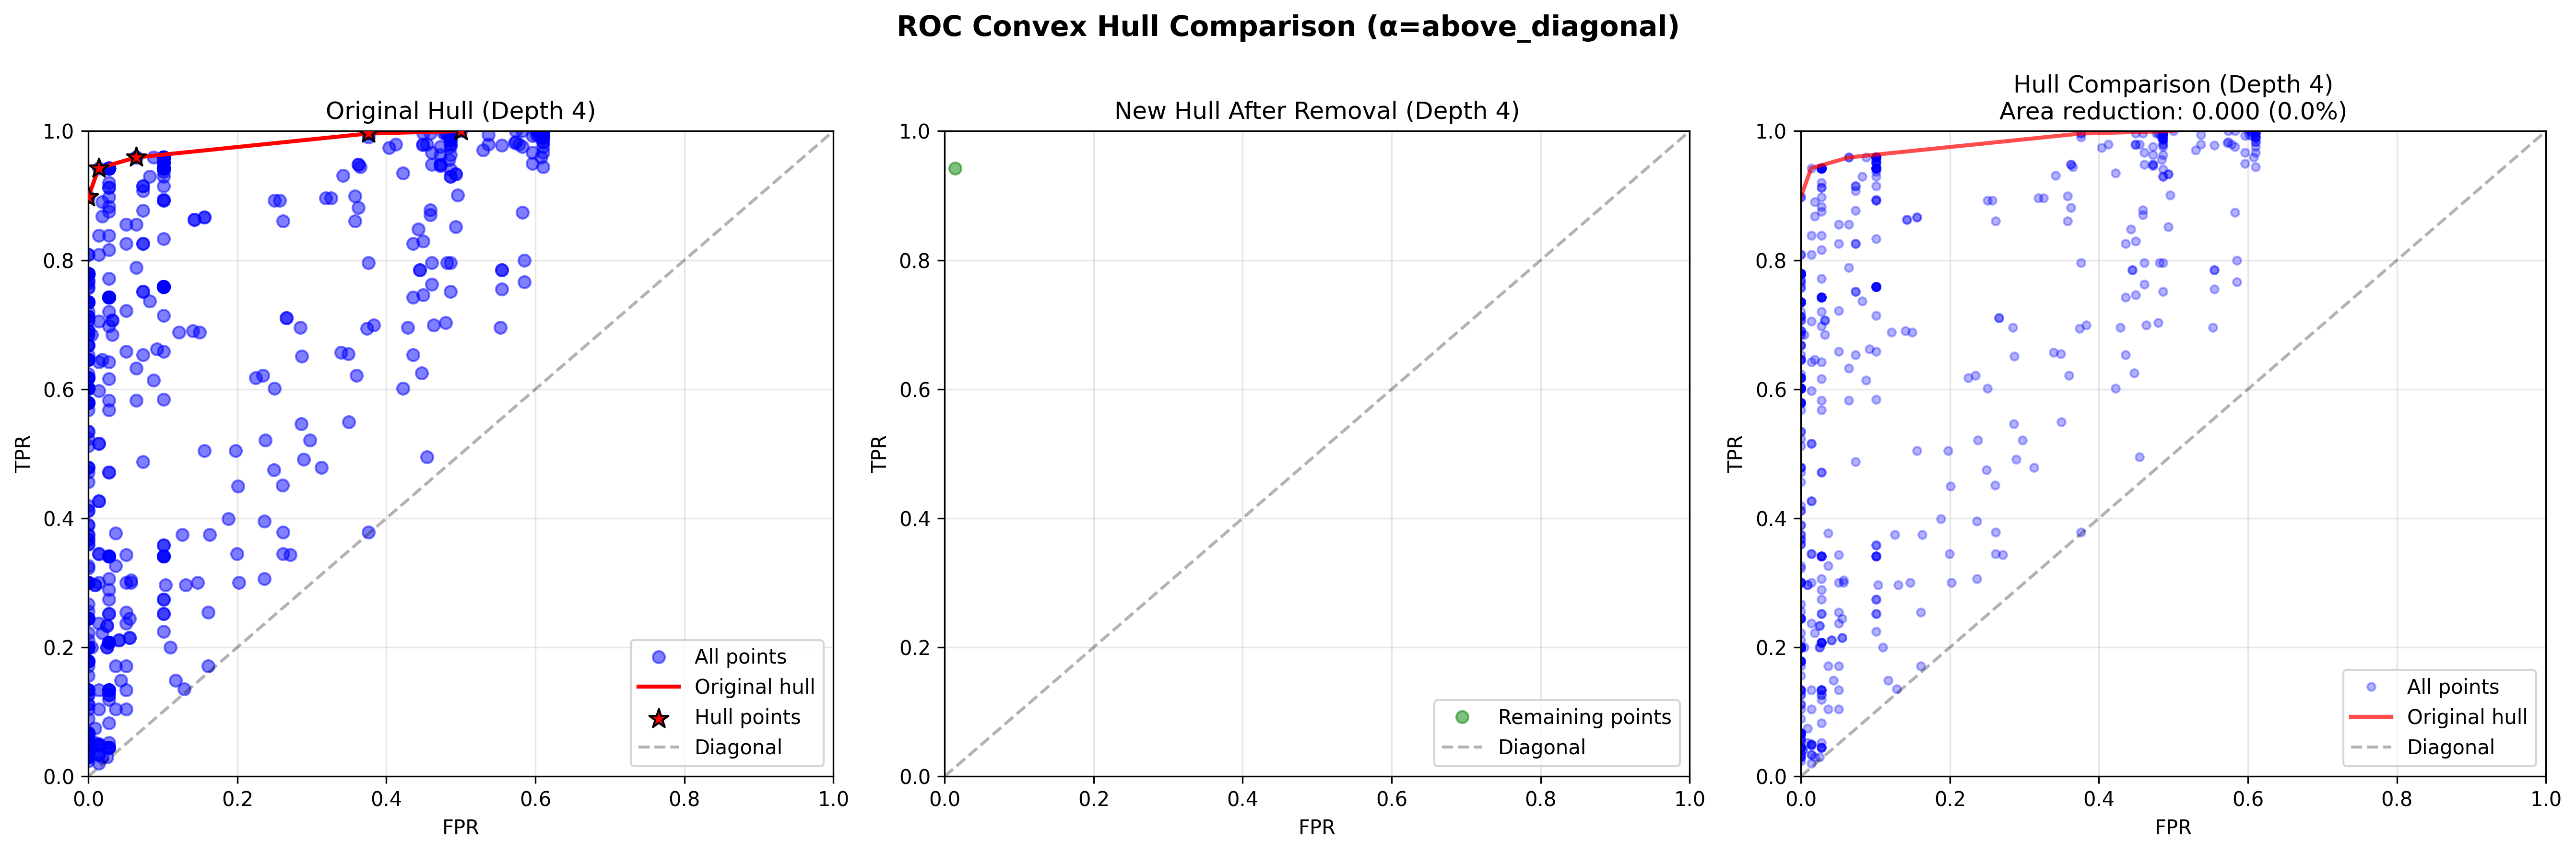 ROC Convex Hull Comparison (α=above_diagonal)
Original Hull (Depth 4)
1.0
0.8
0.6
0.4
0.2
0.0
TPR
0.0 0.2 0.4 0.6 0.8 1.0
FPR
All points
Original hull
Hull points
Diagonal
New Hull After Removal (Depth 4)
1.0
0.8
0.6
0.4
0.2
0.0
TPR
0.0 0.2 0.4 0.6 0.8 1.0
FPR
Remaining points
Diagonal
Hull Comparison (Depth 4)
Area reduction: 0.000 (0.0%)
1.0
0.8
0.6
0.4
0.2
0.0
TPR
0.0 0.2 0.4 0.6 0.8 1.0
FPR
All points
Original hull
Diagonal